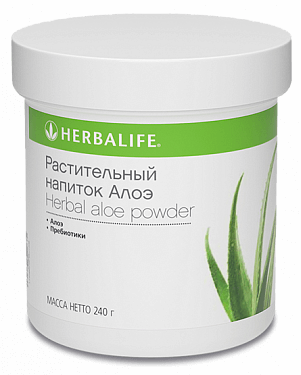 HERBALIFE.
Растительный
напиток Алоэ
Herbal aloe powder
• Алоэ
• Пребиотики
МАССА НЕТТО 240 г